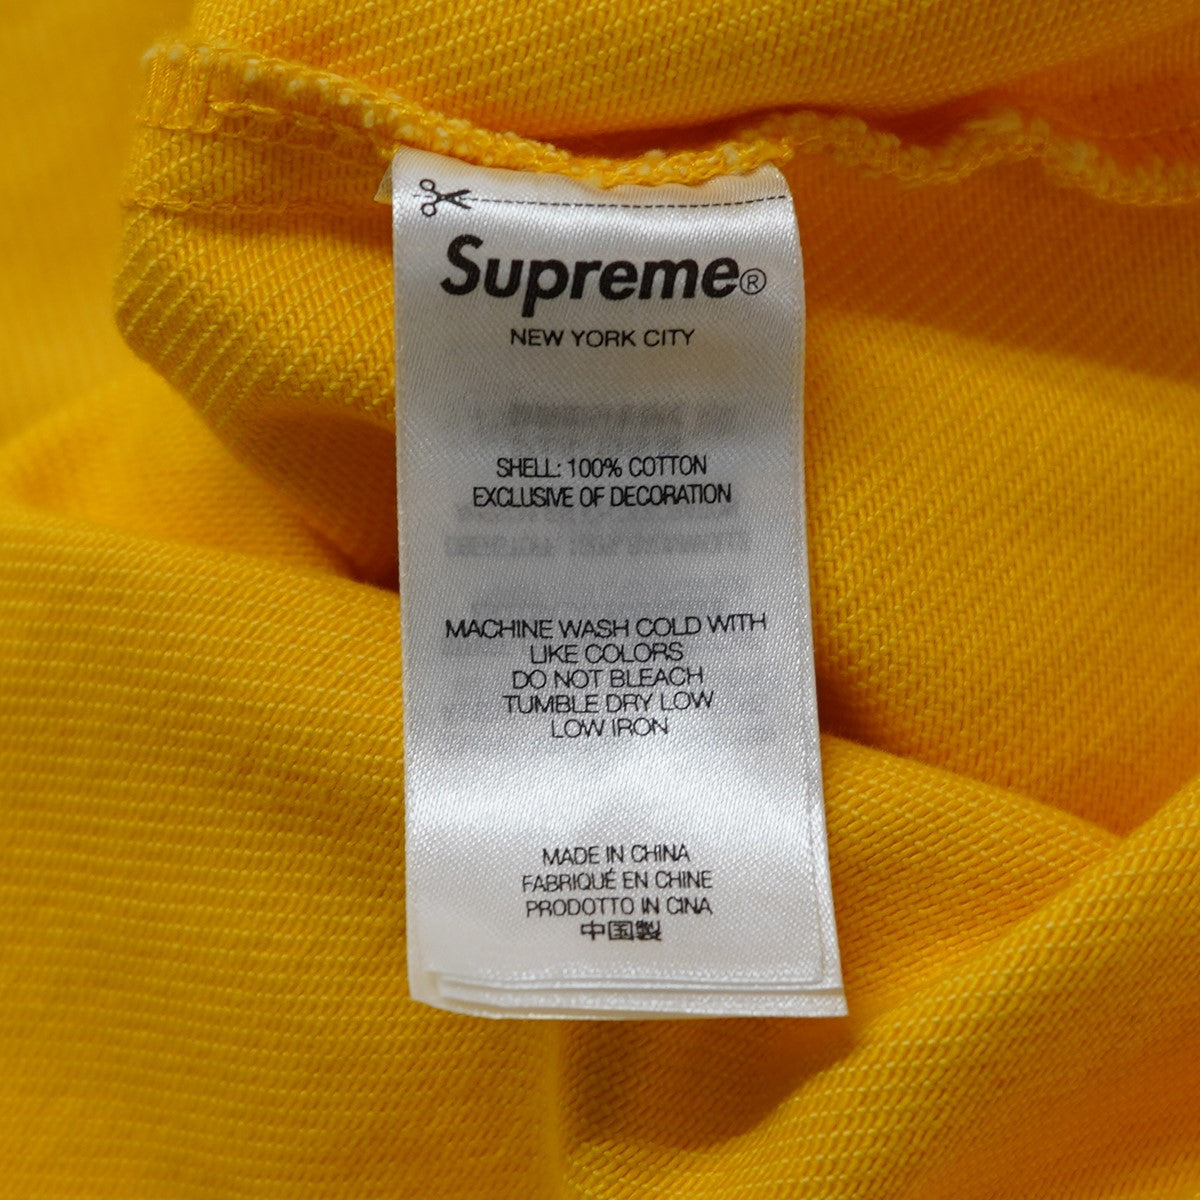 Supreme®
NEW YORK CITY
SHELL: 100% COTTON
EXCLUSIVE OF DECORATION
MACHINE WASH COLD WITH
LIKE COLORS
DO NOT BLEACH
TUMBLE DRY LOW
LOW IRON
MADE IN CHINA
FABRIQUÉ EN CHINE
PRODOTTO IN CINA
中国製